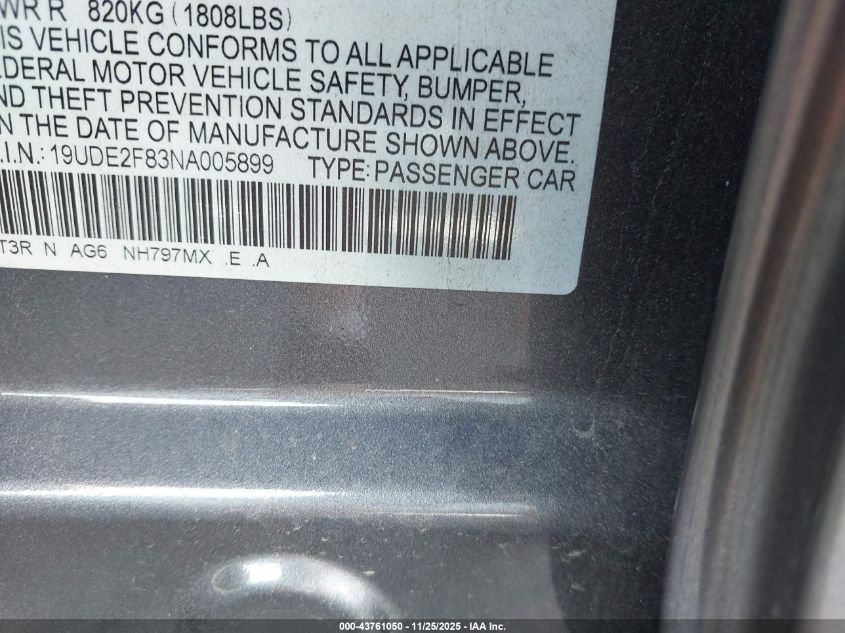 WR R 820KG (1808LBS)
IS VEHICLE CONFORMS TO ALL APPLICABLE
EDERAL MOTOR VEHICLE SAFETY, BUMPER,
ND THEFT PREVENTION STANDARDS IN EFFECT
N THE DATE OF MANUFACTURE SHOWN ABOVE.
.I.N.: 19UDE2F83NA005899 TYPE: PASSENGER CAR
T3R N AG6 NH797MX .E .A
000-43761050 - 11/25/2025 - IAA Inc.